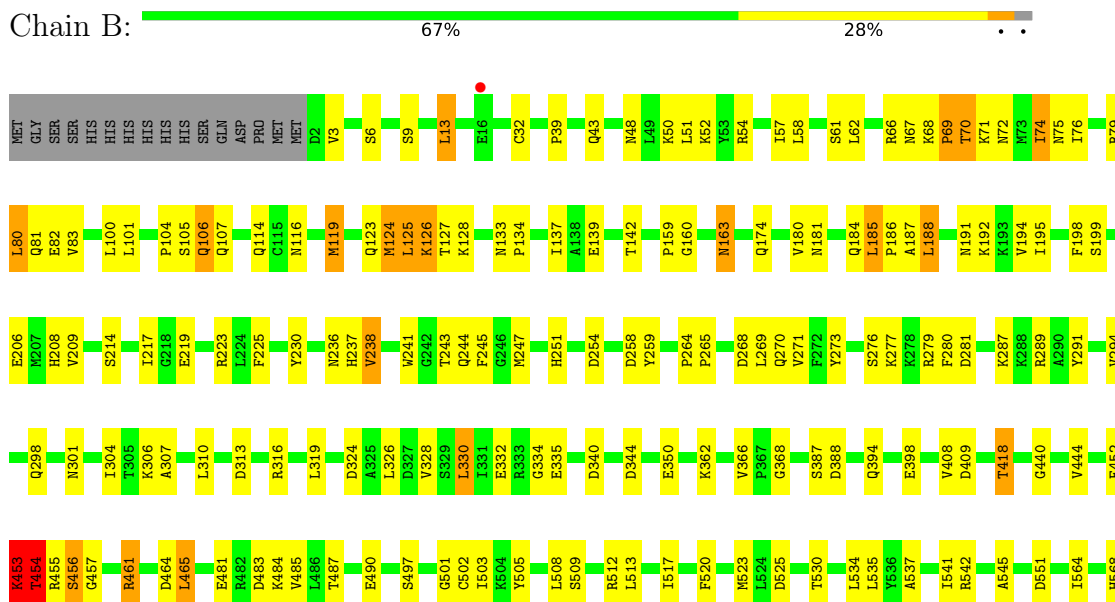 Chain B:
67% 28% • •
MET GLY SER SER HIS HIS HIS HIS HIS HIS SER GLN ASP PRO MET MET D2 V3 S6 S9 L13 E16 C32 P39 Q43 N48 L49 L51 K50 K52 Y53 R54 I57 L58 S61 L62 R66 N67 K68 P69 T70 K71 N72 M73 I74 N75 I76
L80 Q81 E82 V83 L100 L101 P104 S105 Q106 Q107 Q114 C115 N116 M119 Q123 M124 L125 K126 T127 K128 N133 P134 I137 A138 E139 T142 P159 G160 N163 Q174 V180 N181 Q184 L185 P186 A187 L188 N191 K192 K193 V194 I195 F198 S199
E206 M207 H208 V209 S214 I217 G218 E219 R223 L224 F225 Y230 N236 H237 V238 W241 G242 T243 Q244 F245 G246 M247 H251 D254 D258 Y259 P264 P265 D268 L269 Q270 V271 F272 Y273 S276 K277 K278 R279 F280 D281 K287 K288 R289 A290 Y291
Q298 N301 I304 T305 K306 A307 L310 D313 R316 L319 D324 A325 L326 D327 V328 S329 L330 I331 E332 R333 G334 E335 D340 D344 E350 K362 V366 P367 G368 S387 D388 Q394 E398 V408 D409 T418 G440 V444
K453 T454 R455 S456 G457 R461 D464 L465 E481 R482 D483 K484 V485 L486 T487 E490 S497 G501 C502 I503 K504 Y505 L508 S509 R512 L513 I517 F520 M523 L524 D525 T530 L534 L535 Y536 A537 I541 R542 A545 D551 I564